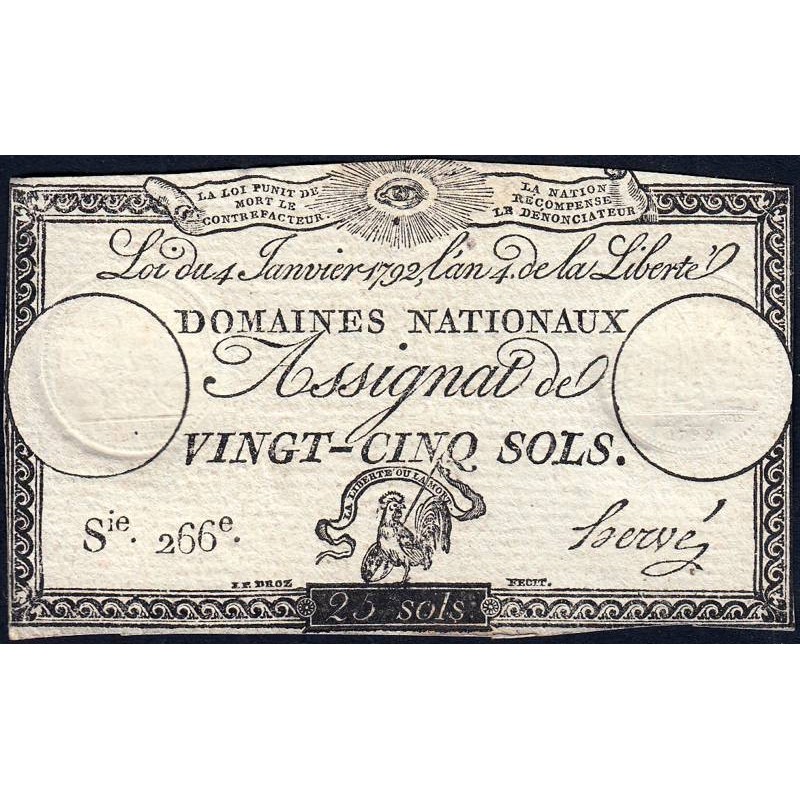 LA LOI PUNIT DE
MORT LE
CONTREFACTEUR.
LA NATION
RECOMPENSE
LE DENONCIATEUR
Loi du 4 Janvier 1792, l'an 4. de la Liberté
DOMAINES NATIONAUX
Assignat de
VINGT-CINQ SOLS.
LA LIBERTÉ OU LA MORT
Sie. 266e.
hervé
J.P. DROZ
FECIT.
25 sols